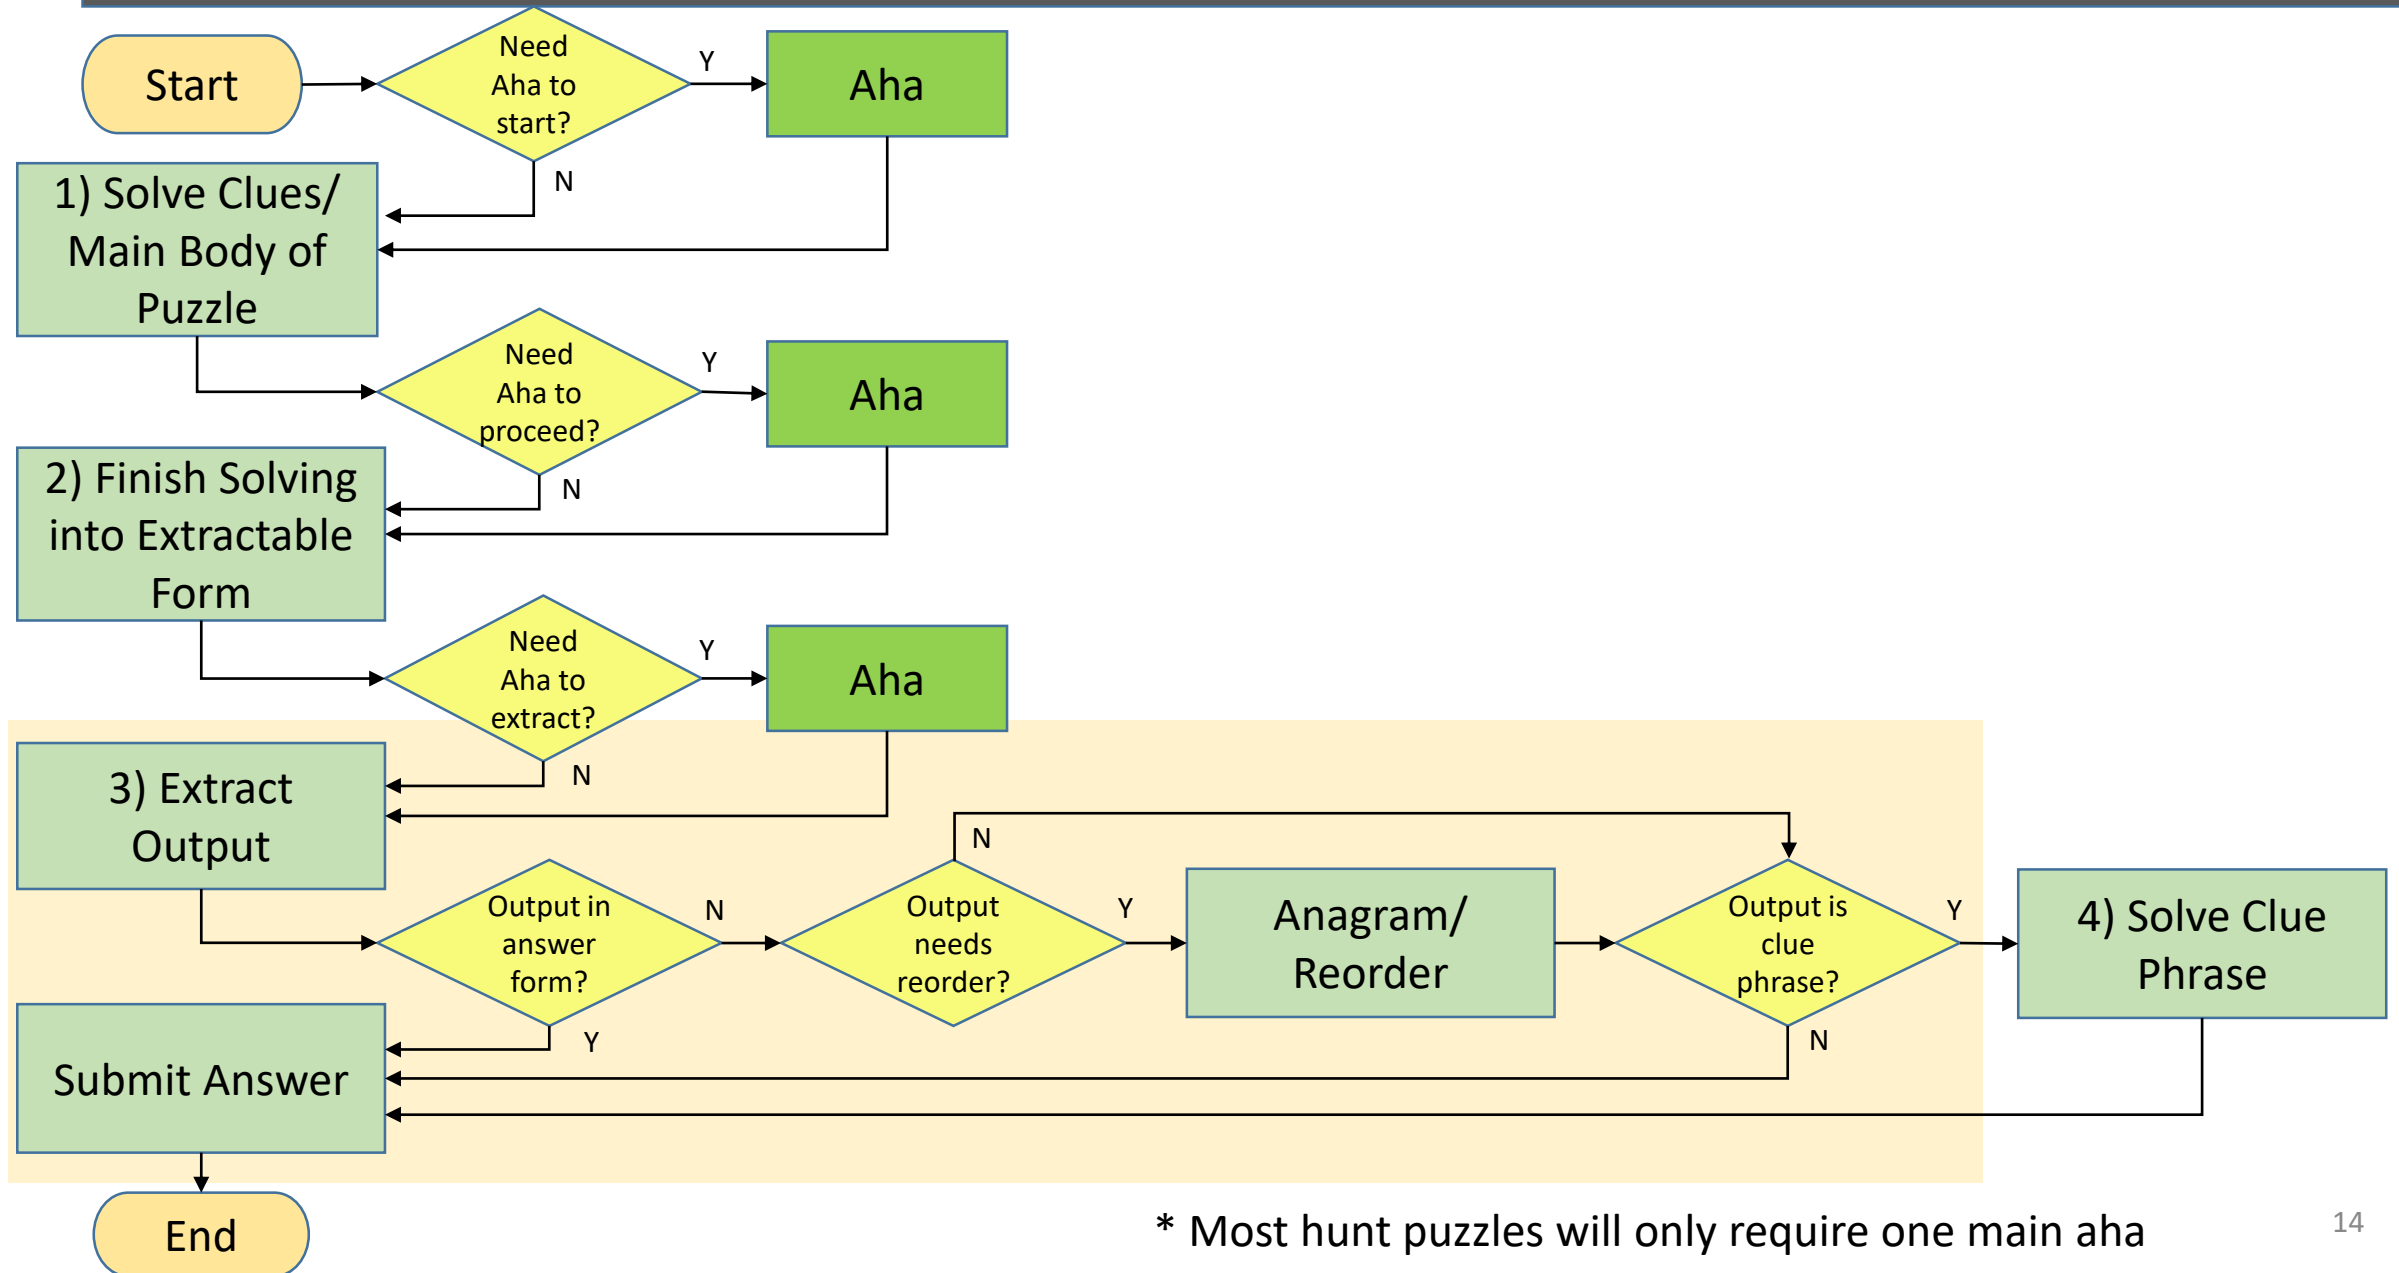 Start
Need
Aha to
start?
Y
Aha
N
1) Solve Clues/
Main Body of
Puzzle
Need
Aha to
proceed?
Y
Aha
N
2) Finish Solving
into Extractable
Form
Need
Aha to
extract?
Y
Aha
N
3) Extract
Output
Output in
answer
form?
N
Y
Output
needs
reorder?
N
Y
Anagram/
Reorder
Output is
clue
phrase?
Y
N
4) Solve Clue
Phrase
Submit Answer
End
* Most hunt puzzles will only require one main aha
14